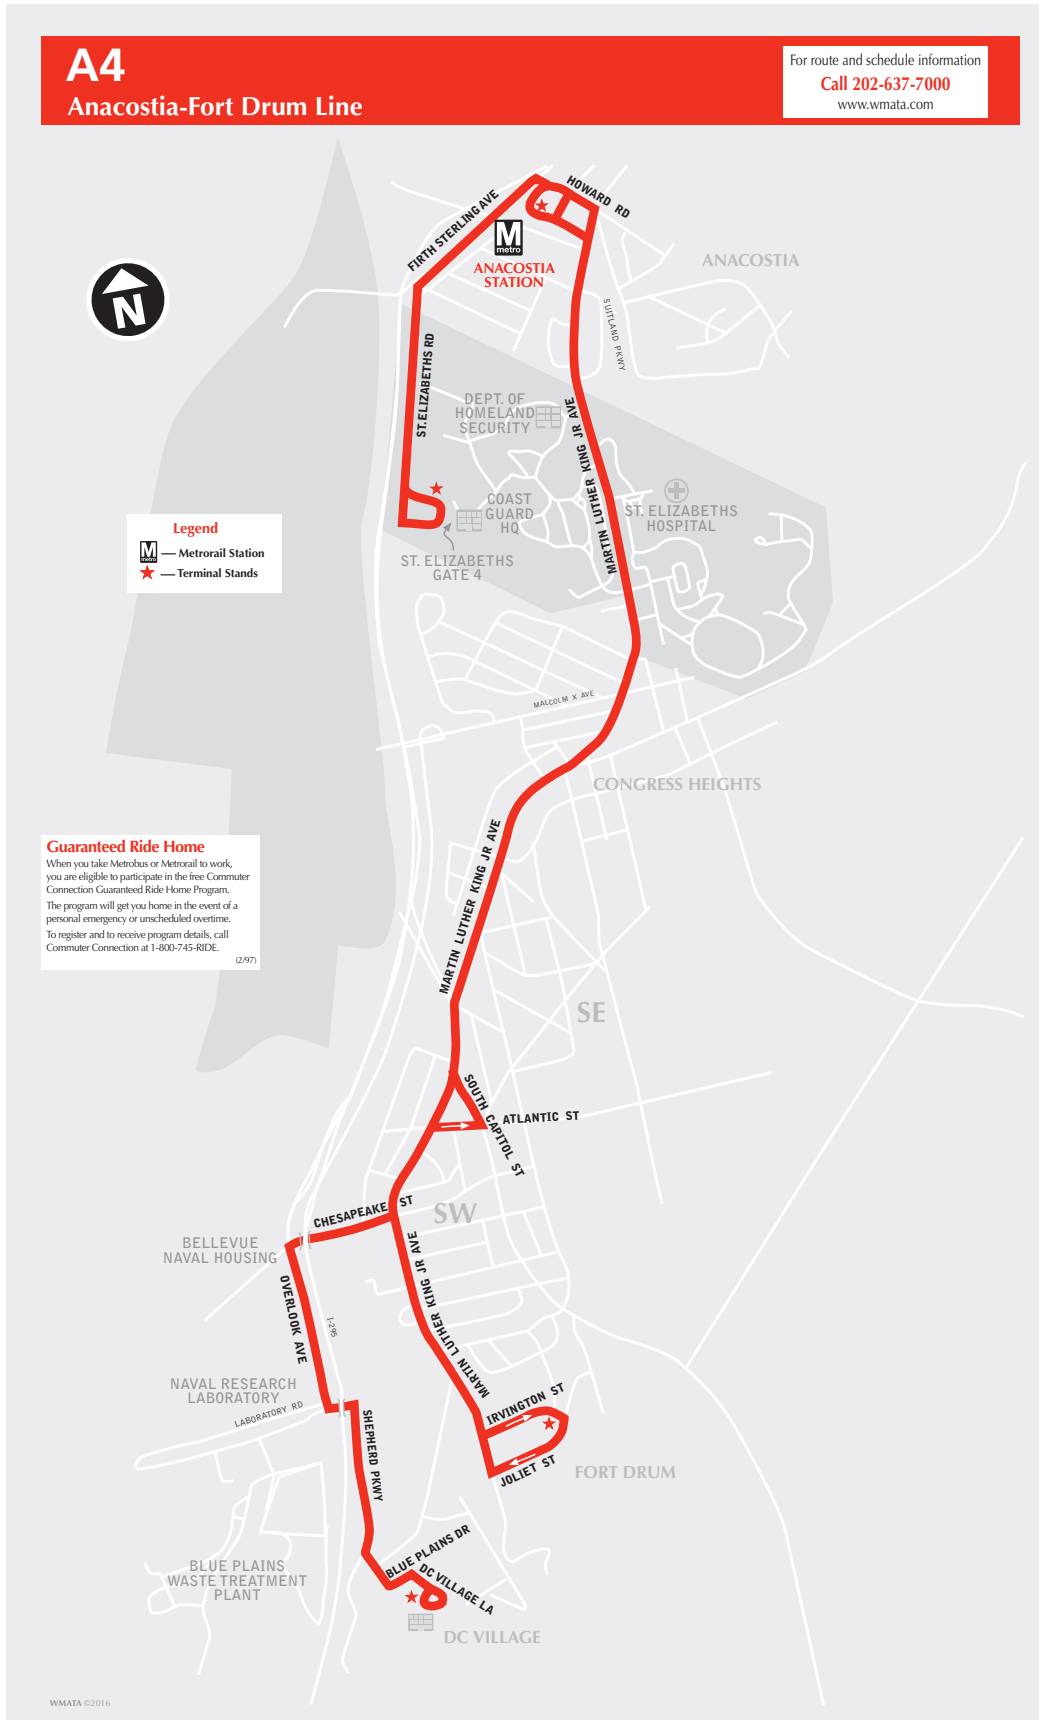 A4
Anacostia-Fort Drum Line
For route and schedule information
Call 202-637-7000
www.wmata.com
HOWARD RD
FIRTH STERLING AVE
M
metro
ANACOSTIA
STATION
ANACOSTIA
N
SUITLAND PKWY
ST. ELIZABETHS RD
DEPT. OF
HOMELAND
SECURITY
MARTIN LUTHER KING JR AVE
COAST
GUARD
HQ
ST. ELIZABETHS
HOSPITAL
ST. ELIZABETHS
GATE 4
Legend
M
metro
— Metrorail Station
— Terminal Stands
MALCOLM X AVE
CONGRESS HEIGHTS
Guaranteed Ride Home
When you take Metrobus or Metrorail to work,
you are eligible to participate in the free Commuter
Connection Guaranteed Ride Home Program.
The program will get you home in the event of a
personal emergency or unscheduled overtime.
To register and to receive program details, call
Commuter Connection at 1-800-745-RIDE.
(2/97)
MARTIN LUTHER KING JR AVE
SE
SOUTH CAPITOL ST
ATLANTIC ST
CHESAPEAKE ST
SW
BELLEVUE
NAVAL HOUSING
MARTIN LUTHER KING JR AVE
OVERLOOK AVE
I-295
NAVAL RESEARCH
LABORATORY
LABORATORY RD
IRVINGTON ST
JOLIET ST
FORT DRUM
SHEPHERD PKWY
BLUE PLAINS DR
DC VILLAGE LA
BLUE PLAINS
WASTE TREATMENT
PLANT
DC VILLAGE
WMATA ©2016